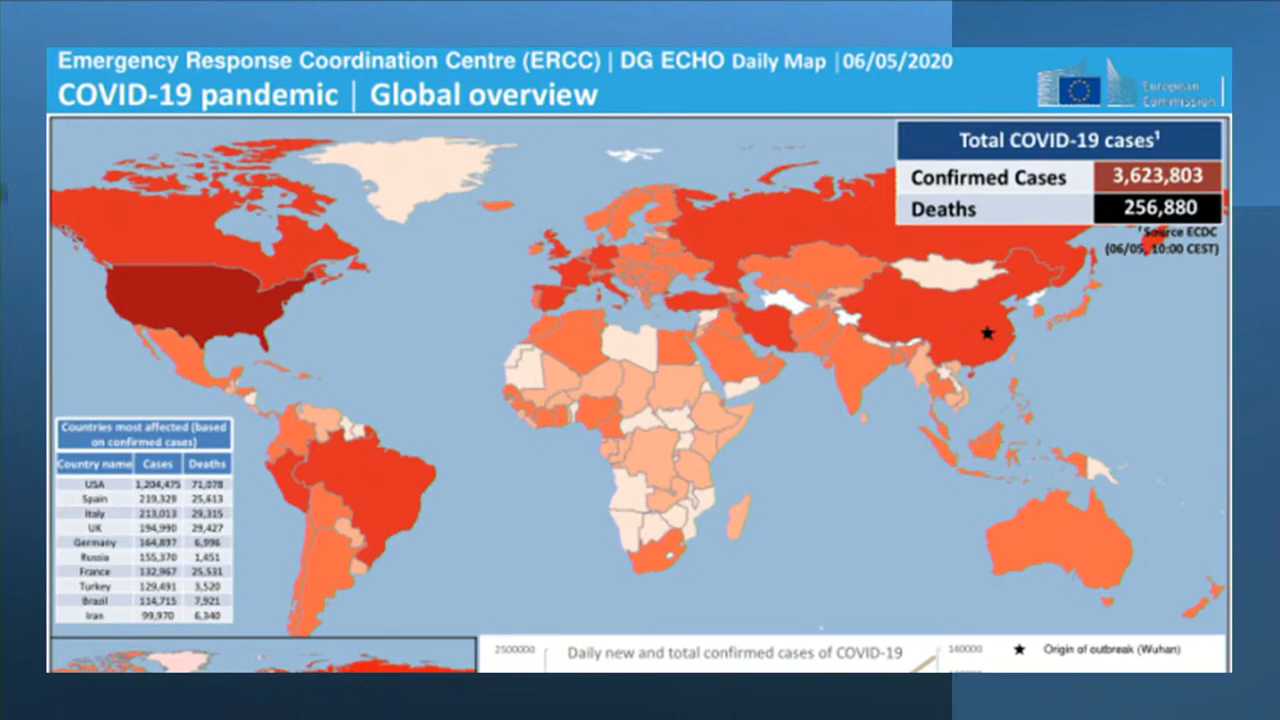 Emergency Response Coordination Centre (ERCC) | DG ECHO Daily Map | 06/05/2020
COVID-19 pandemic | Global overview
European
Commission
Total COVID-19 cases¹
Confirmed Cases 3,623,803
Deaths 256,880
¹ Source ECDC
(06/05, 10:00 CEST)
Countries most affected (based
on confirmed cases)
Country name Cases Deaths
USA 1,204,475 71,078
Spain 219,329 25,613
Italy 213,013 29,315
UK 194,990 29,427
Germany 164,897 6,996
Russia 155,370 1,451
France 132,967 25,531
Turkey 129,491 3,520
Brazil 114,715 7,921
Iran 99,970 6,340
2500000
Daily new and total confirmed cases of COVID-19
140000
★ Origin of outbreak (Wuhan)